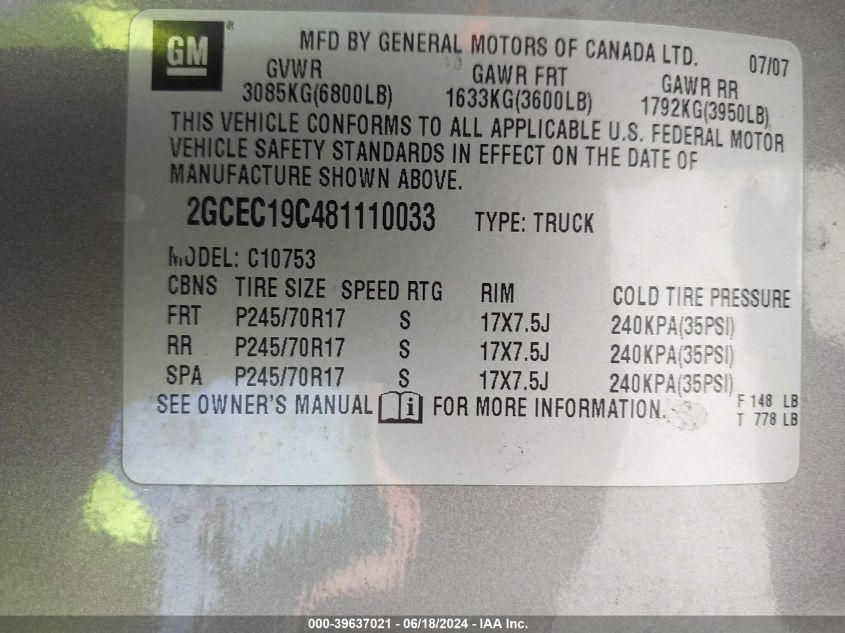 GM ® MFD BY GENERAL MOTORS OF CANADA LTD. 07/07
GVWR GAWR FRT GAWR RR
3085KG(6800LB) 1633KG(3600LB) 1792KG(3950LB)
THIS VEHICLE CONFORMS TO ALL APPLICABLE U.S. FEDERAL MOTOR
VEHICLE SAFETY STANDARDS IN EFFECT ON THE DATE OF
MANUFACTURE SHOWN ABOVE.
2GCEC19C481110033 TYPE: TRUCK
MODEL: C10753
CBNS TIRE SIZE SPEED RTG RIM COLD TIRE PRESSURE
FRT P245/70R17 S 17X7.5J 240KPA(35PSI)
RR P245/70R17 S 17X7.5J 240KPA(35PSI)
SPA P245/70R17 S 17X7.5J 240KPA(35PSI)
SEE OWNER'S MANUAL i FOR MORE INFORMATION. F 148 LB
T 778 LB
000-39637021 - 06/18/2024 - IAA Inc.